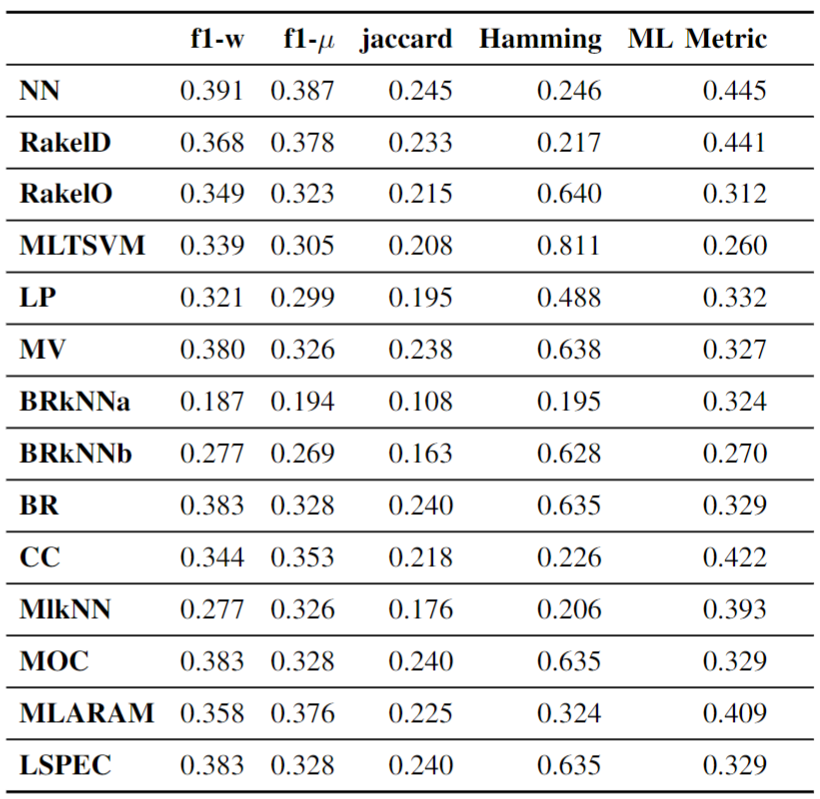 f1-w f1-μ jaccard Hamming ML Metric
NN 0.391 0.387 0.245 0.246 0.445
RakelD 0.368 0.378 0.233 0.217 0.441
RakelO 0.349 0.323 0.215 0.640 0.312
MLTSVM 0.339 0.305 0.208 0.811 0.260
LP 0.321 0.299 0.195 0.488 0.332
MV 0.380 0.326 0.238 0.638 0.327
BRkNNa 0.187 0.194 0.108 0.195 0.324
BRkNNb 0.277 0.269 0.163 0.628 0.270
BR 0.383 0.328 0.240 0.635 0.329
CC 0.344 0.353 0.218 0.226 0.422
MlkNN 0.277 0.326 0.176 0.206 0.393
MOC 0.383 0.328 0.240 0.635 0.329
MLARAM 0.358 0.376 0.225 0.324 0.409
LSPEC 0.383 0.328 0.240 0.635 0.329